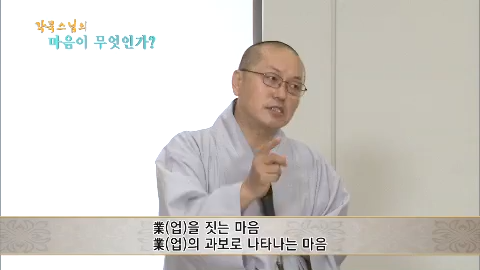 각묵스님의
마음이 무엇인가?
業(업)을 짓는 마음
業(업)의 과보로 나타나는 마음